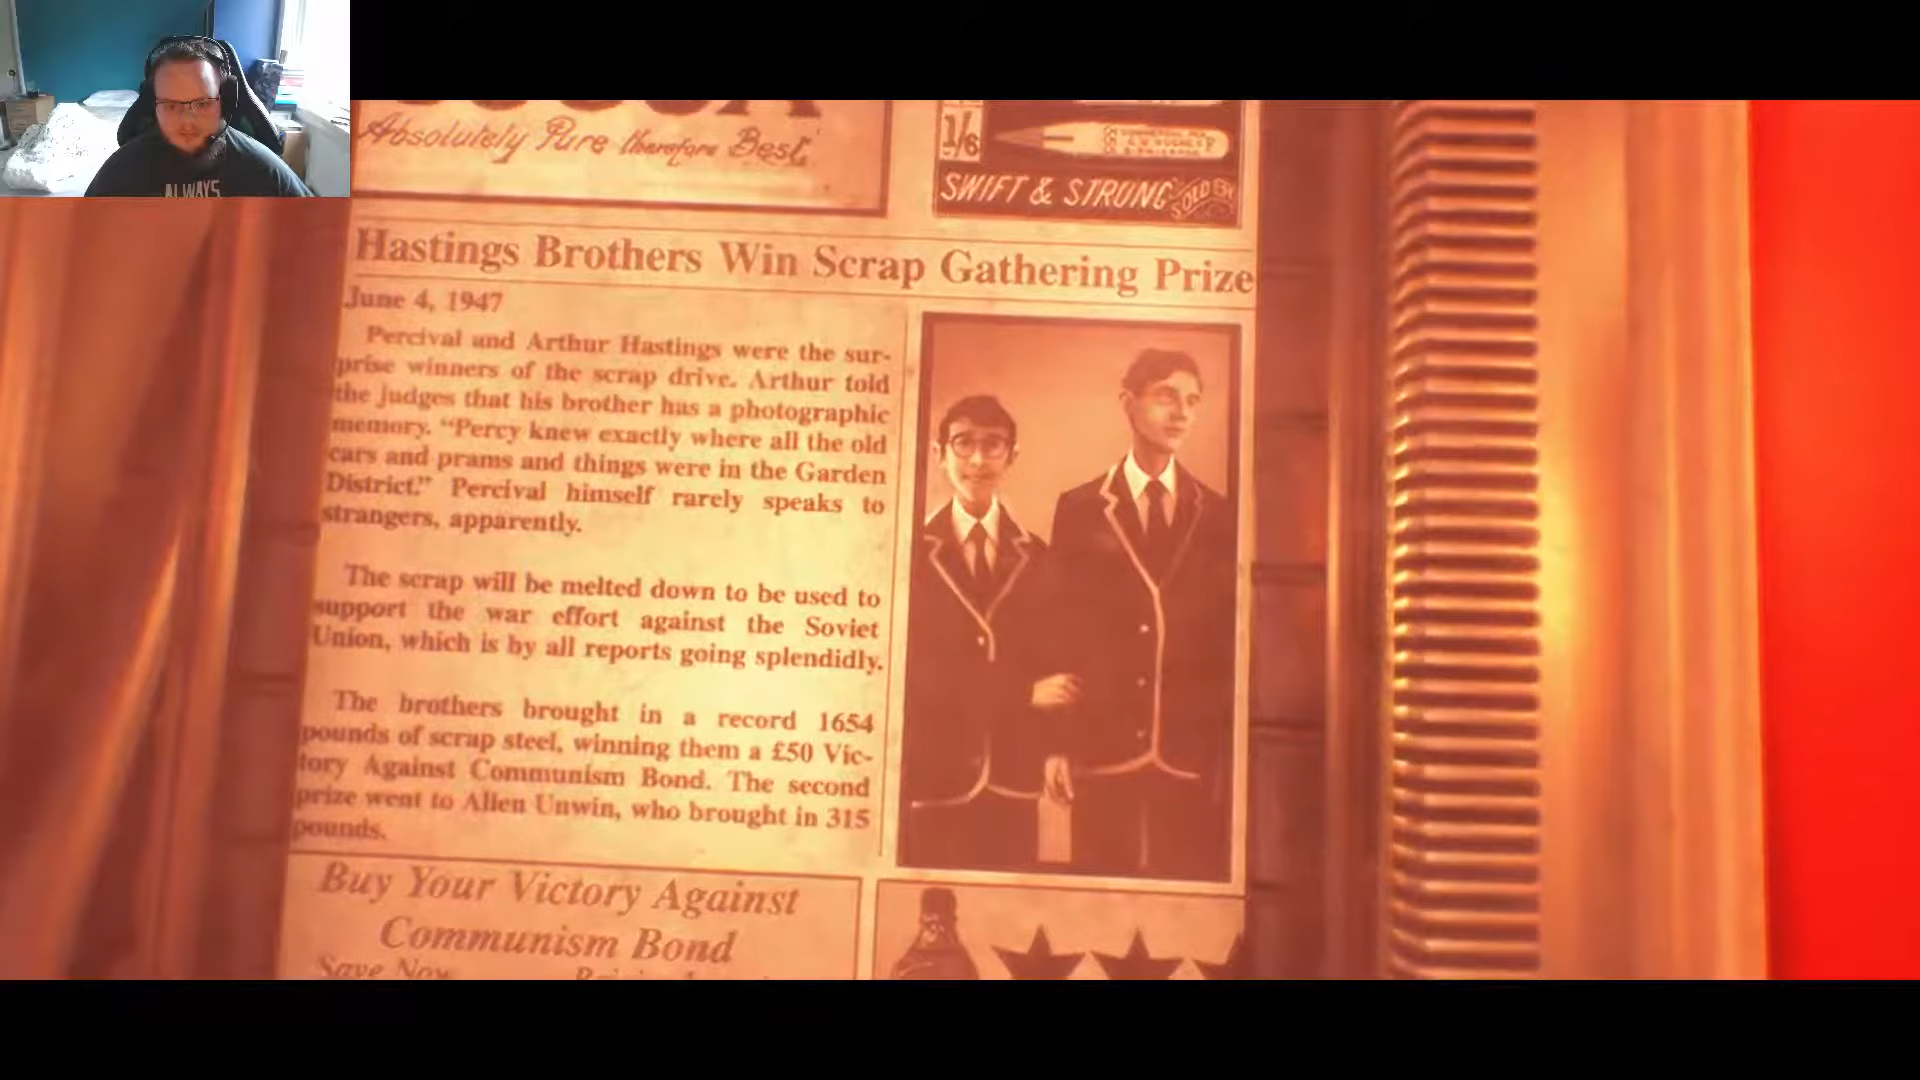 ALWAYS
Absolutely Pure therefore Best
1/6
SWIFT & STRONG
SOLD BY
Hastings Brothers Win Scrap Gathering Prize
June 4, 1947
Percival and Arthur Hastings were the sur-
prise winners of the scrap drive. Arthur told
the judges that his brother has a photographic
memory. “Percy knew exactly where all the old
cars and prams and things were in the Garden
District.” Percival himself rarely speaks to
strangers, apparently.
The scrap will be melted down to be used to
support the war effort against the Soviet
Union, which is by all reports going splendidly.
The brothers brought in a record 1654
pounds of scrap steel, winning them a £50 Vic-
tory Against Communism Bond. The second
prize went to Allen Unwin, who brought in 315
pounds.
Buy Your Victory Against
Communism Bond
Save Now